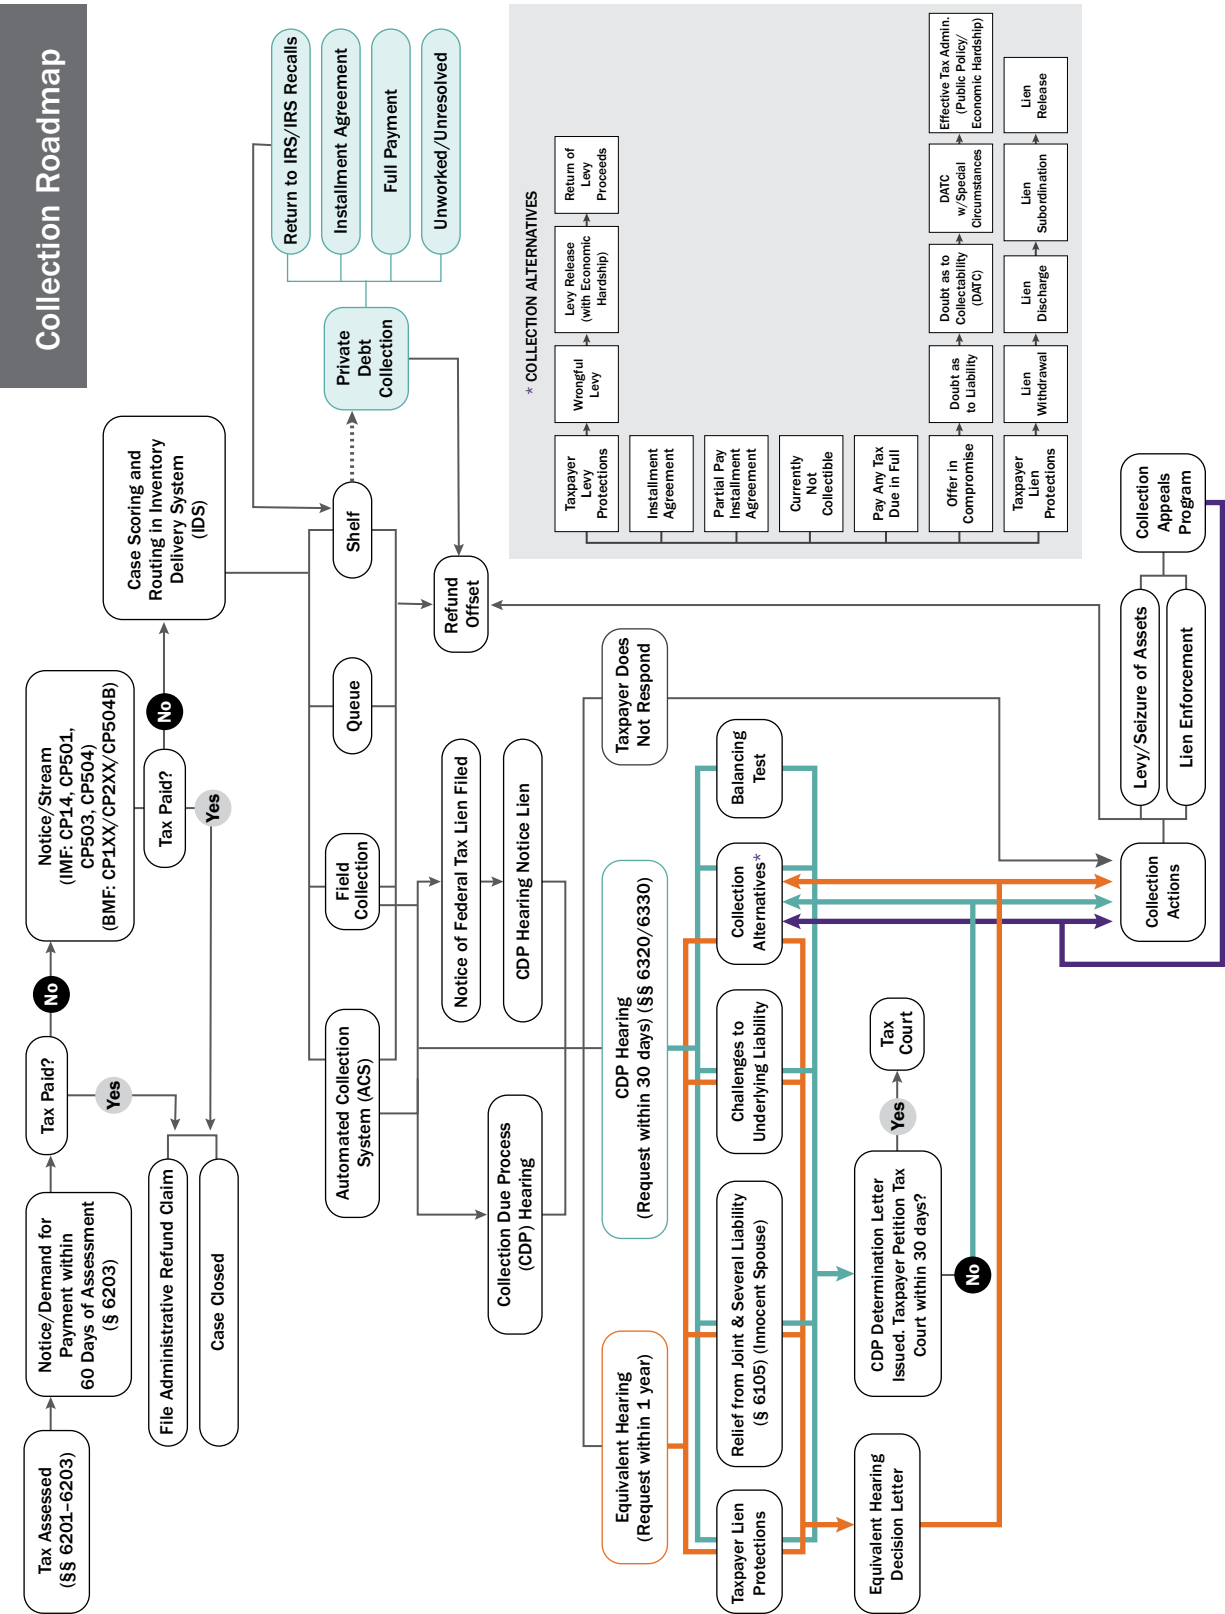 Collection Roadmap
Tax Assessed
(§§ 6201–6203)
Notice/Demand for
Payment within
60 Days of Assessment
(§ 6203)
Tax Paid?
No
Yes
Notice/Stream
(IMF: CP14, CP501,
CP503, CP504)
(BMF: CP1XX/CP2XX/CP504B)
Tax Paid?
No
Yes
File Administrative Refund Claim
Case Closed
Case Scoring and
Routing in Inventory
Delivery System
(IDS)
Automated Collection
System (ACS)
Field
Collection
Queue
Shelf
Private
Debt
Collection
Return to IRS/IRS Recalls
Installment Agreement
Full Payment
Unworked/Unresolved
Refund
Offset
Notice of Federal Tax Lien Filed
CDP Hearing Notice Lien
Collection Due Process
(CDP) Hearing
Equivalent Hearing
(Request within 1 year)
CDP Hearing
(Request within 30 days) (§§ 6320/6330)
Taxpayer Does
Not Respond
Taxpayer Lien
Protections
Relief from Joint & Several Liability
(§ 6105) (Innocent Spouse)
Challenges to
Underlying Liability
Collection
Alternatives*
Balancing
Test
Equivalent Hearing
Decision Letter
CDP Determination Letter
Issued. Taxpayer Petition Tax
Court within 30 days?
Yes
No
Tax
Court
Collection
Actions
Levy/Seizure of Assets
Lien Enforcement
Collection
Appeals
Program
* COLLECTION ALTERNATIVES
Taxpayer
Levy
Protections
Wrongful
Levy
Levy Release
(with Economic
Hardship)
Return of
Levy
Proceeds
Installment
Agreement
Partial Pay
Installment
Agreement
Currently
Not
Collectible
Pay Any Tax
Due in Full
Offer in
Compromise
Doubt as
to Liability
Doubt as to
Collectability
(DATC)
DATC
w/Special
Circumstances
Effective Tax Admin.
(Public Policy/
Economic Hardship)
Taxpayer
Lien
Protections
Lien
Withdrawal
Lien
Discharge
Lien
Subordination
Lien
Release